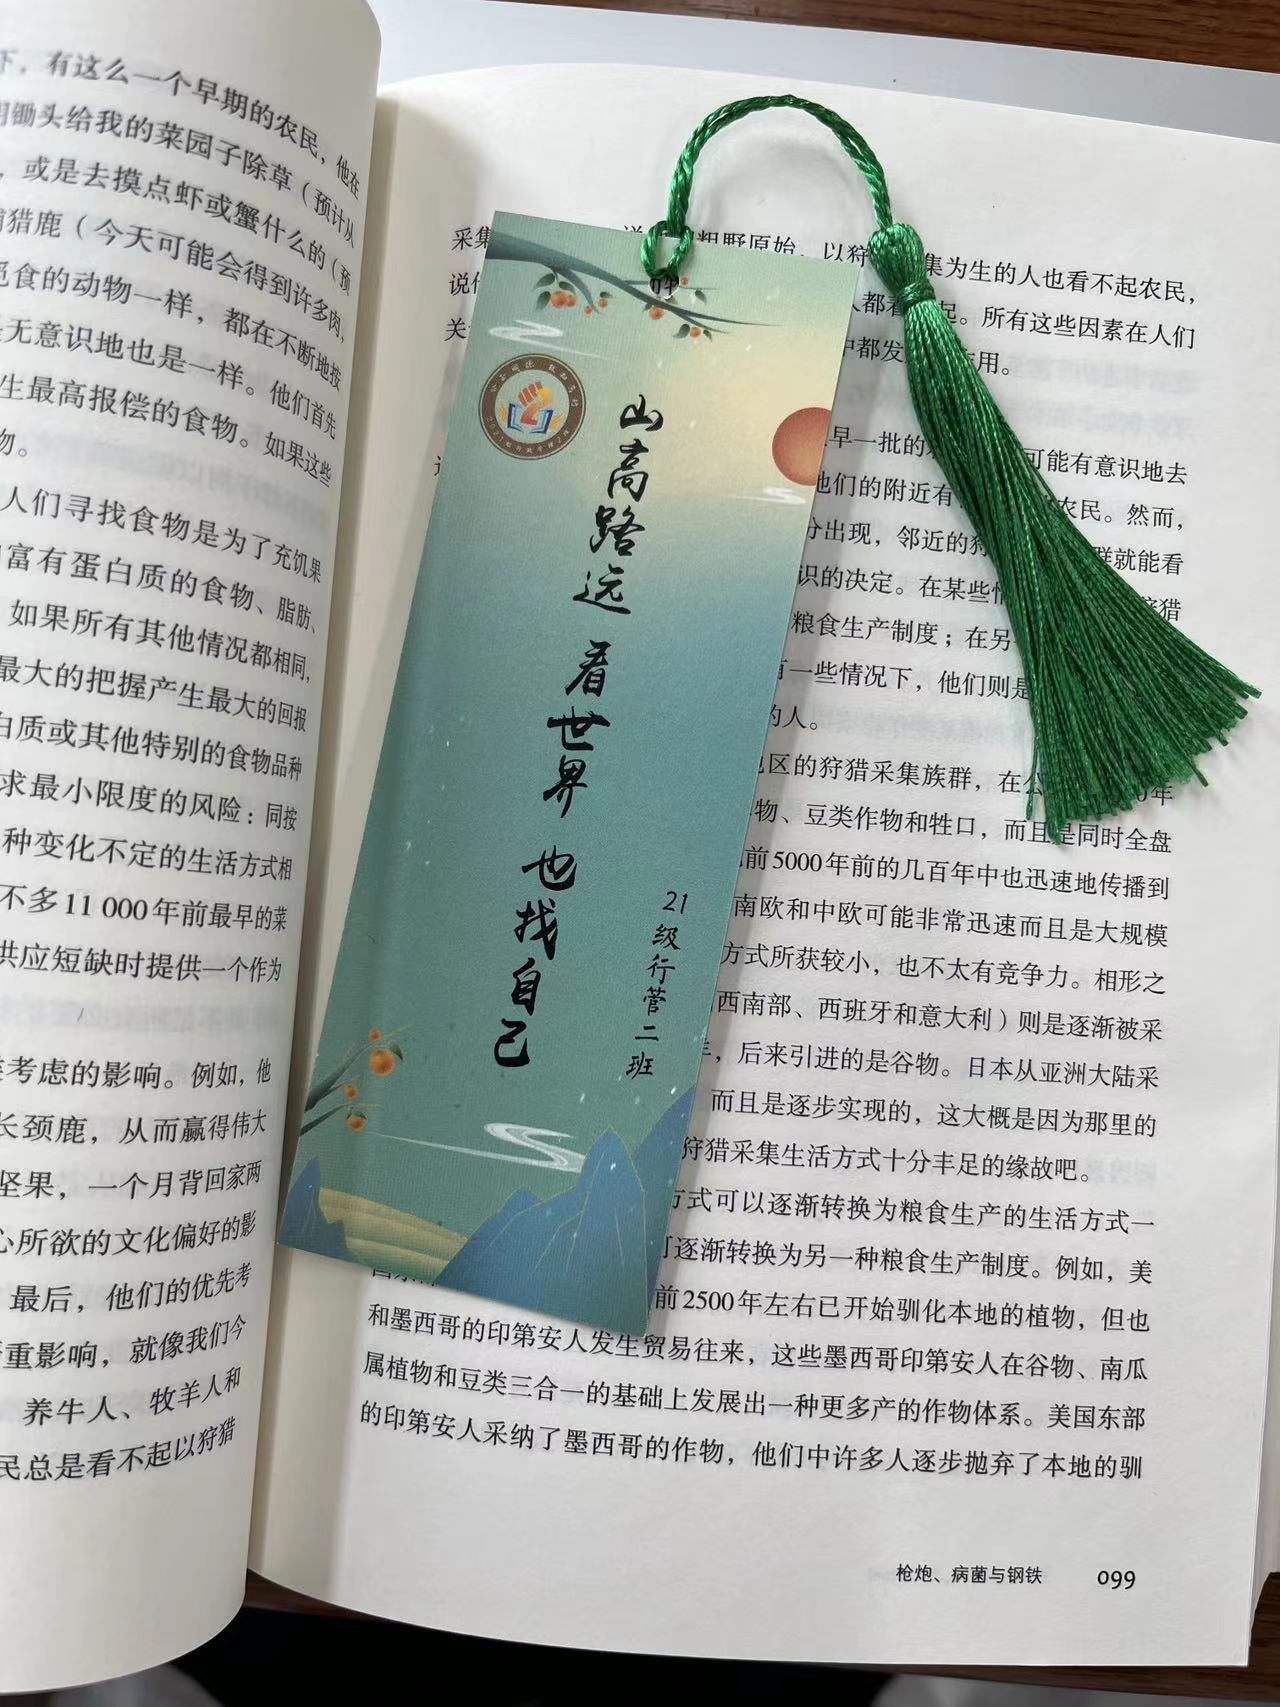 下，有这么一个早期的农民，他在
用锄头给我的菜园子除草（预计从
，或是去摸点虾或蟹什么的（预
捕猎鹿（今天可能会得到许多肉，
觅食的动物一样，都在不断地按
无意识地也是一样。他们首先
生最高报偿的食物。如果这些
物。
人们寻找食物是为了充饥果
富有蛋白质的食物、脂肪、
如果所有其他情况都相同，
最大的把握产生最大的回报
白质或其他特别的食物品种
求最小限度的风险：同按
种变化不定的生活方式相
不多11 000年前最早的菜
供应短缺时提供一个作为
考虑的影响。例如，他
长颈鹿，从而赢得伟大
坚果，一个月背回家两
心所欲的文化偏好的影
最后，他们的优先考
重影响，就像我们今
养牛人、牧羊人和
民总是看不起以狩猎
山高路远 看世界 也找自己
21级行管二班
采集
粗野原始，以狩
集为生的人也看不起农民，
说
人都看
起。所有这些因素在人们
关
中都发
用。
早一批的
可能有意识地去
他们的附近有
农民。然而，
分出现，邻近的狩
群就能看
识的决定。在某些情
狩猎
粮食生产制度；在另一
有一些情况下，他们则是
的人。
地区的狩猎采集族群，在公
0年
物、豆类作物和牲口，而且是同时全盘
前5000年前的几百年中也迅速地传播到
南欧和中欧可能非常迅速而且是大规模
方式所获较小，也不太有竞争力。相形之
西南部、西班牙和意大利）则是逐渐被采
，后来引进的是谷物。日本从亚洲大陆采
而且是逐步实现的，这大概是因为那里的
狩猎采集生活方式十分丰足的缘故吧。
方式可以逐渐转换为粮食生产的生活方式一
可逐渐转换为另一种粮食生产制度。例如，美
前2500年左右已开始驯化本地的植物，但也
和墨西哥的印第安人发生贸易往来，这些墨西哥印第安人在谷物、南瓜
属植物和豆类三合一的基础上发展出一种更多产的作物体系。美国东部
的印第安人采纳了墨西哥的作物，他们中许多人逐步抛弃了本地的驯
枪炮、病菌与钢铁 099